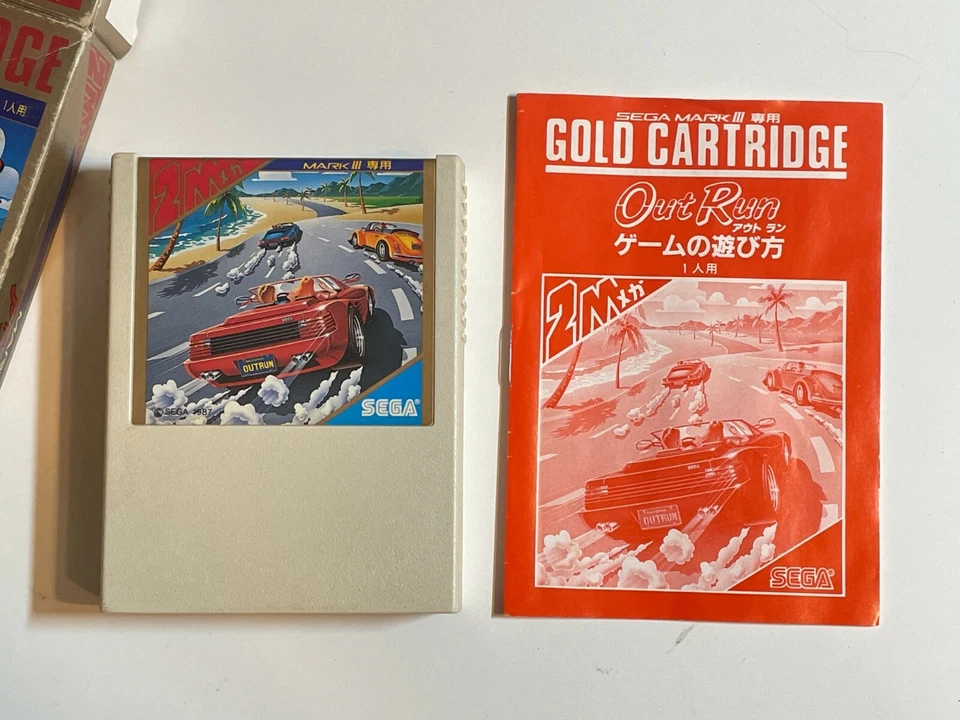 DGE
1人用
2Mメガ
MARK III 専用
OUTRUN
© SEGA 1987
SEGA®
SEGA MARK III 専用
GOLD CARTRIDGE
Out Run
アウト ラン
ゲームの遊び方
1人用
2Mメガ
SEGA
OUTRUN
SEGA®